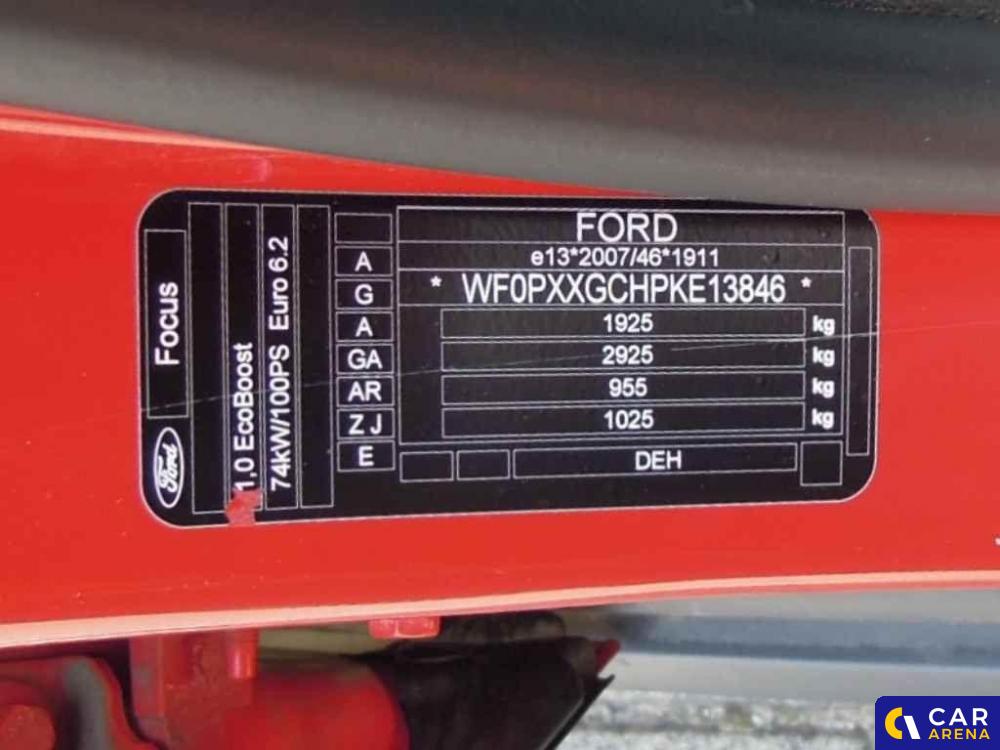 FORD
e13*2007/46*1911
* WF0PXXGCHPKE13846 *
1925 kg
2925 kg
955 kg
1025 kg
DEH
A
G
A
GA
AR
Z J
E
Focus
Ford
1,0 EcoBoost
74kW/100PS Euro 6.2
CAR
ARENA